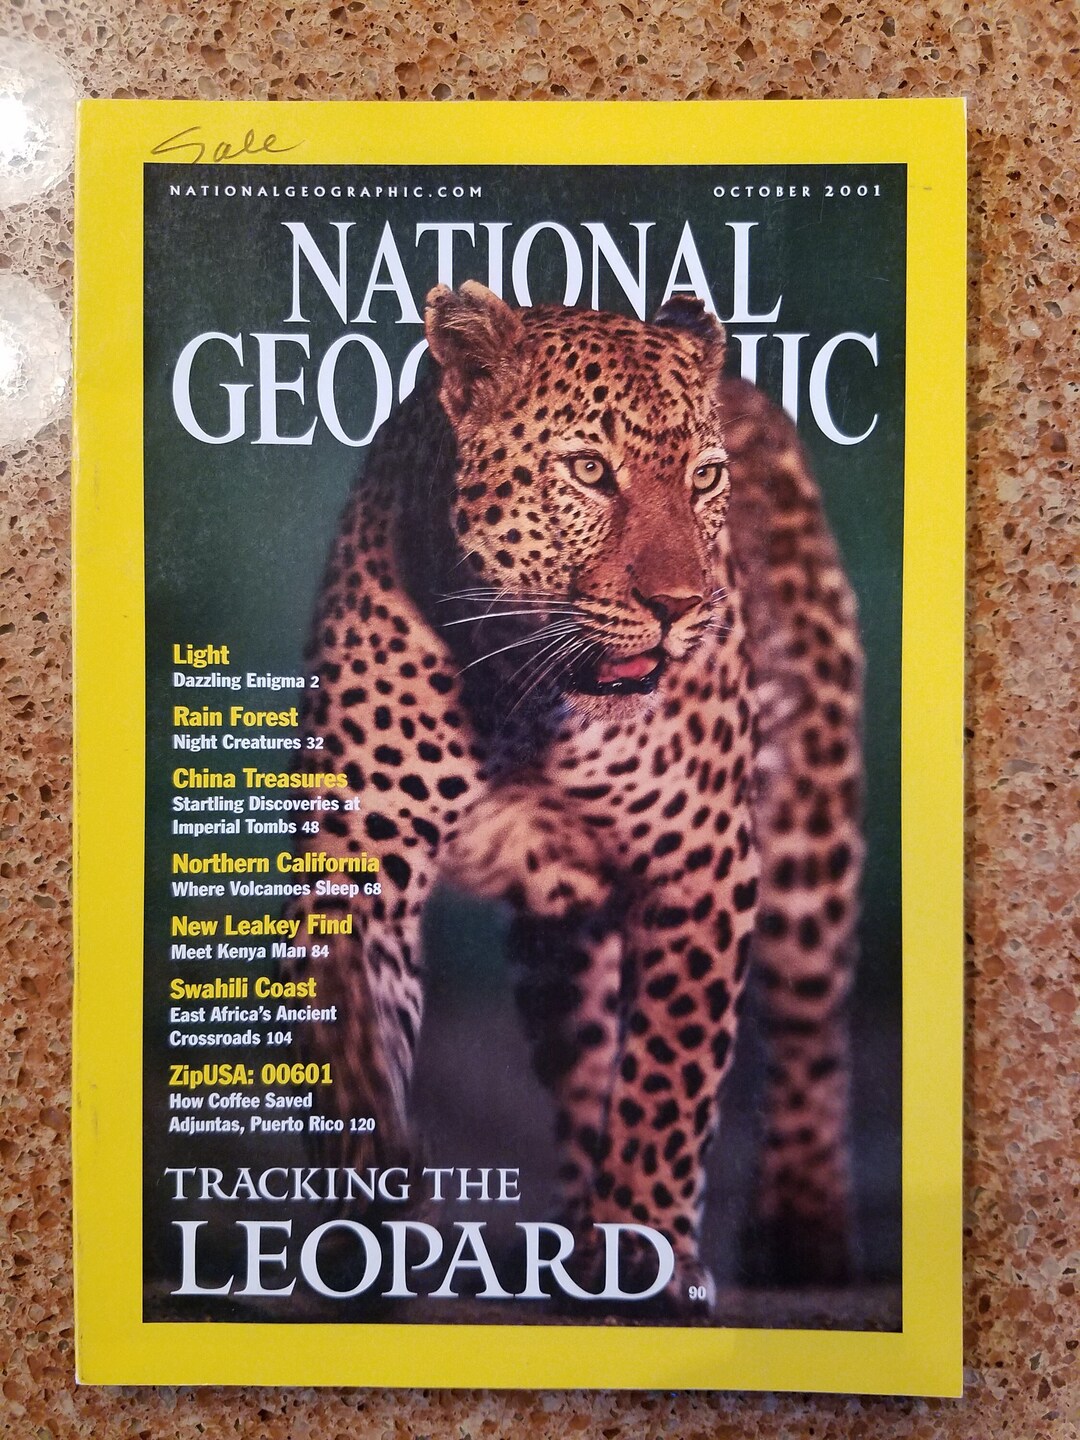 Sale
NATIONALGEOGRAPHIC.COM
OCTOBER 2001
NATIONAL
GEOGRAPHIC
Light
Dazzling Enigma 2
Rain Forest
Night Creatures 32
China Treasures
Startling Discoveries at
Imperial Tombs 48
Northern California
Where Volcanoes Sleep 68
New Leakey Find
Meet Kenya Man 84
Swahili Coast
East Africa's Ancient
Crossroads 104
ZipUSA: 00601
How Coffee Saved
Adjuntas, Puerto Rico 120
TRACKING THE
LEOPARD 90